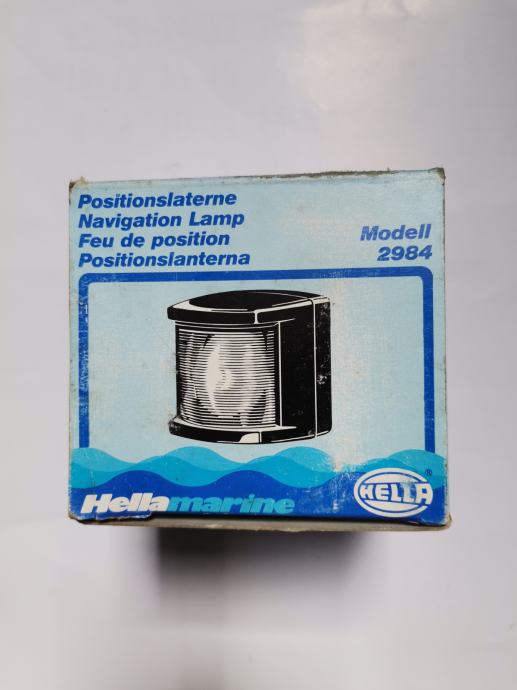 Positionslaterne
Navigation Lamp
Feu de position
Positionslanterna
Modell
2984
Hellamarine
HELLA
®